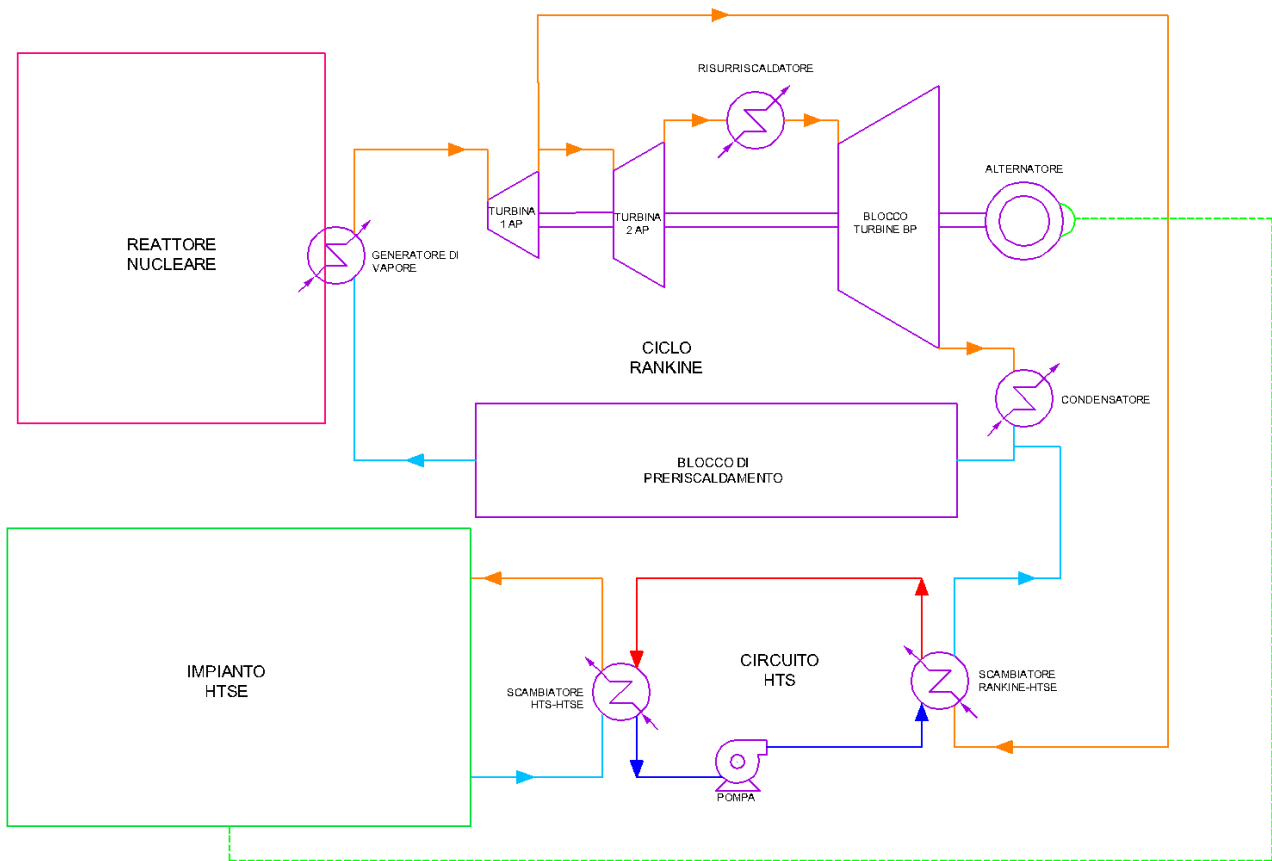 RISURRISCALDATORE
ALTERNATORE
TURBINA
1 AP
TURBINA
2 AP
BLOCCO
TURBINE BP
REATTORE
NUCLEARE
GENERATORE DI
VAPORE
CICLO
RANKINE
CONDENSATORE
BLOCCO DI
PRERISCALDAMENTO
IMPIANTO
HTSE
SCAMBIATORE
HTS-HTSE
CIRCUITO
HTS
SCAMBIATORE
RANKINE-HTSE
POMPA